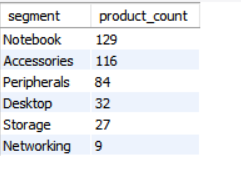 segment product_count
Notebook 129
Accessories 116
Peripherals 84
Desktop 32
Storage 27
Networking 9